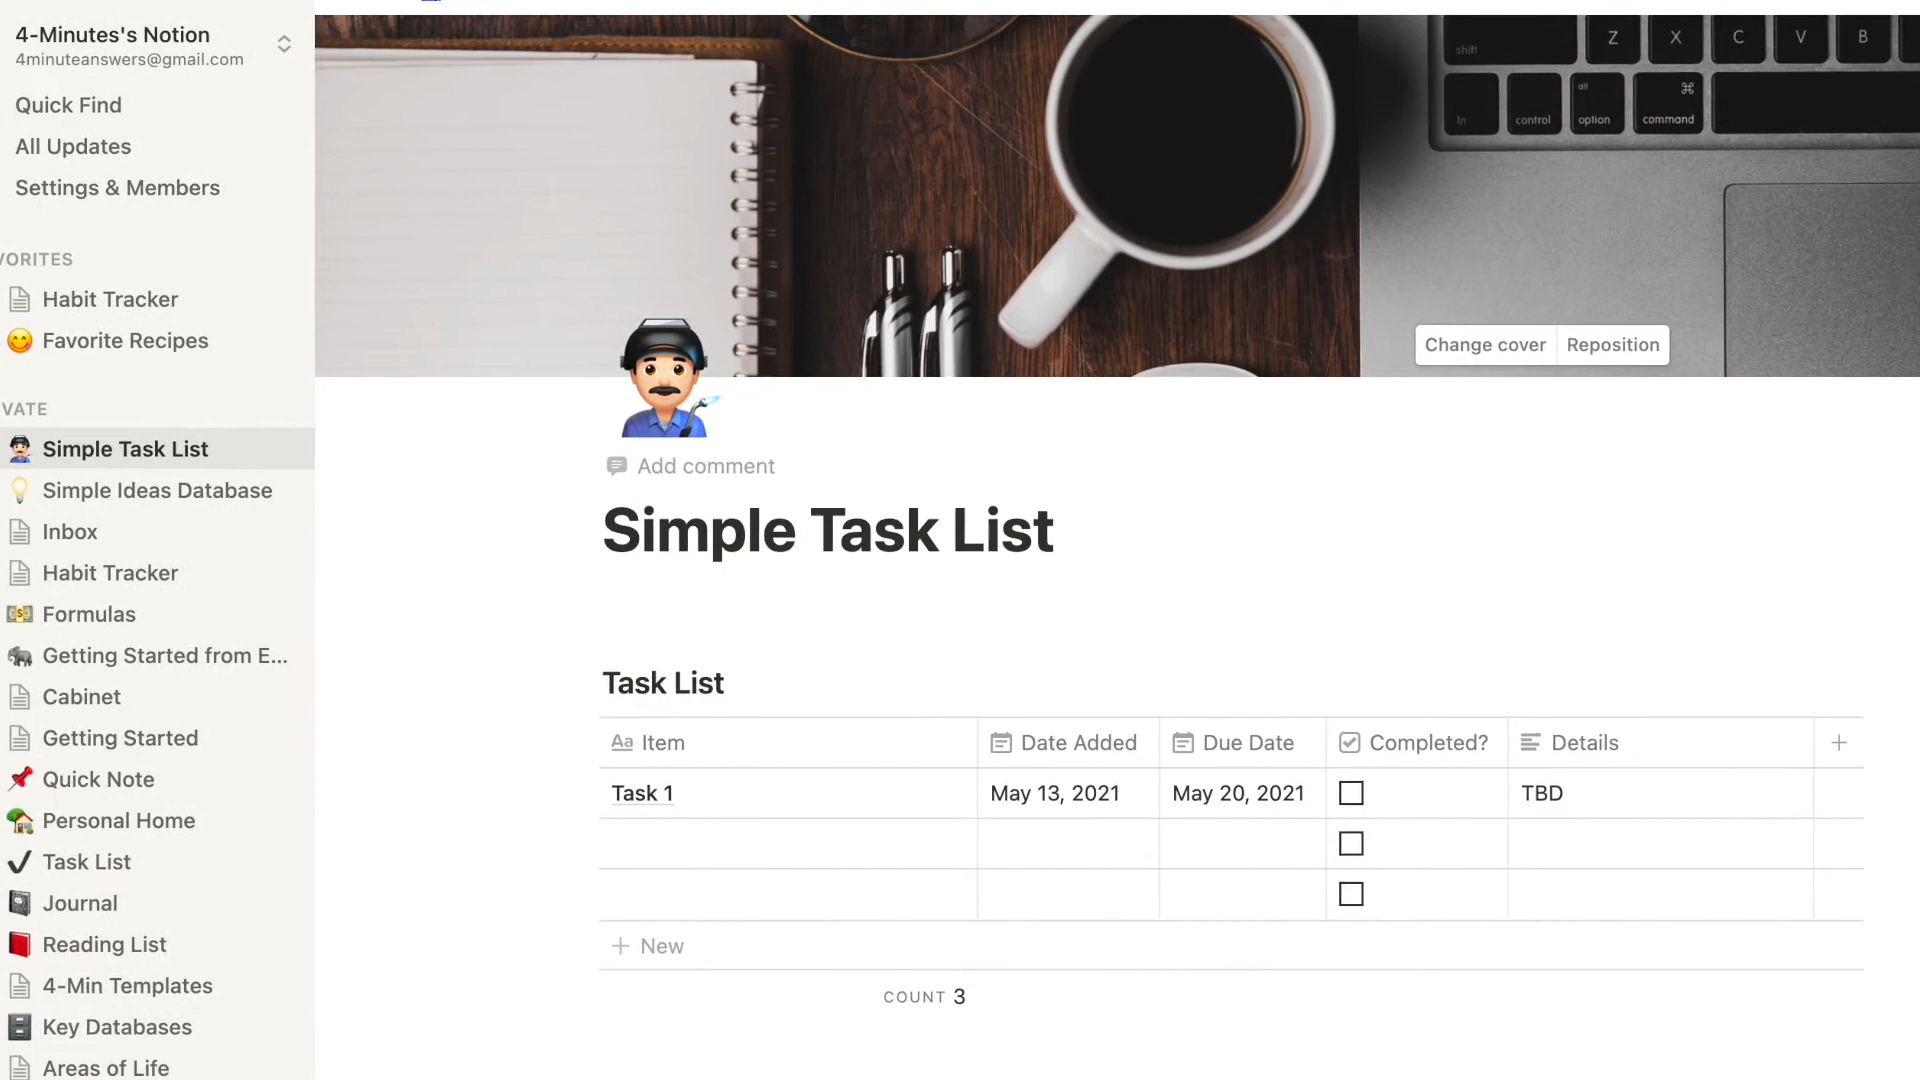 4-Minutes's Notion
4minuteanswers@gmail.com
Quick Find
All Updates
Settings & Members
VORITES
Habit Tracker
Favorite Recipes
VATE
Simple Task List
Simple Ideas Database
Inbox
Habit Tracker
Formulas
Getting Started from E...
Cabinet
Getting Started
Quick Note
Personal Home
Task List
Journal
Reading List
4-Min Templates
Key Databases
Areas of Life
shift Z X C V B
fn control alt option ⌘ command
Change cover Reposition
Add comment
Simple Task List
Task List
Aa Item Date Added Due Date Completed? Details +
Task 1 May 13, 2021 May 20, 2021 TBD
+ New
COUNT 3